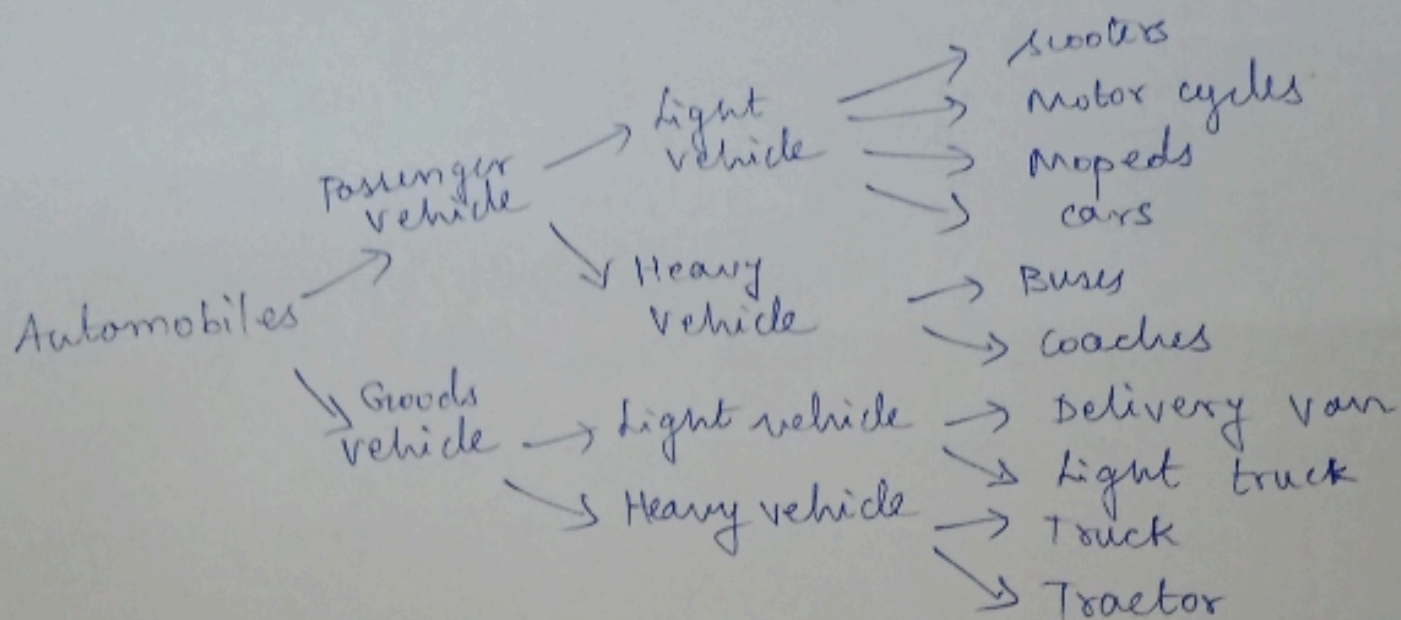 Automobiles
Passenger
vehicle
Light
vehicle
scooters
Motor cycles
Mopeds
cars
Heavy
Vehicle
Buses
coaches
Goods
vehicle
Light vehicle
Delivery van
Light truck
Heavy vehicle
Truck
Tractor